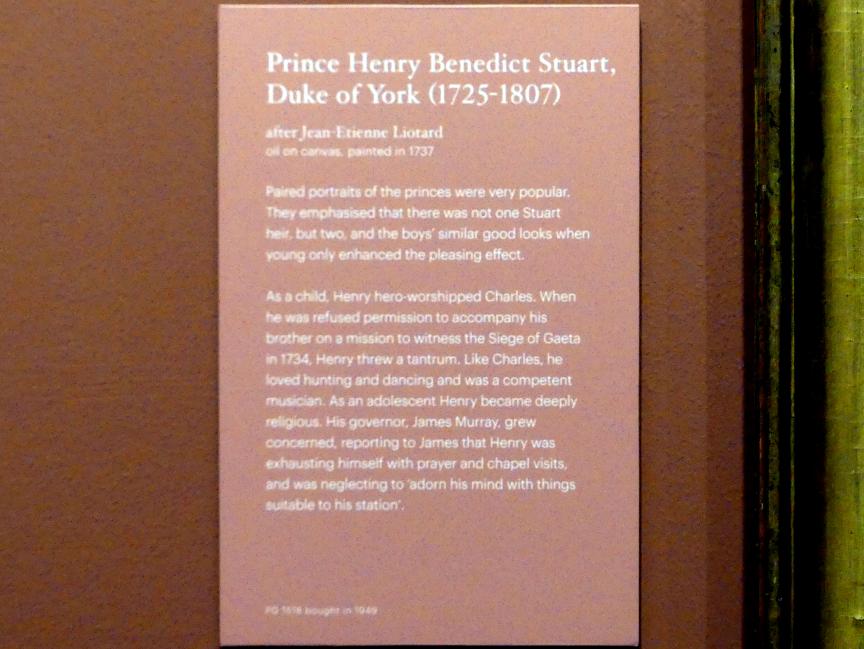 Prince Henry Benedict Stuart,
Duke of York (1725-1807)
after Jean-Etienne Liotard
oil on canvas, painted in 1737
Paired portraits of the princes were very popular.
They emphasised that there was not one Stuart
heir, but two, and the boys' similar good looks when
young only enhanced the pleasing effect.
As a child, Henry hero-worshipped Charles. When
he was refused permission to accompany his
brother on a mission to witness the Siege of Gaeta
in 1734, Henry threw a tantrum. Like Charles, he
loved hunting and dancing and was a competent
musician. As an adolescent Henry became deeply
religious. His governor, James Murray, grew
concerned, reporting to James that Henry was
exhausting himself with prayer and chapel visits,
and was neglecting to 'adorn his mind with things
suitable to his station'.
PG 1518 bought in 1949